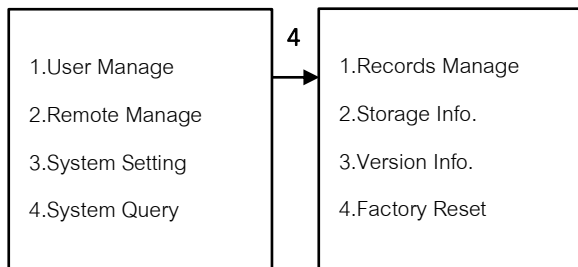 1.User Manage
2.Remote Manage
3.System Setting
4.System Query
4
1.Records Manage
2.Storage Info.
3.Version Info.
4.Factory Reset